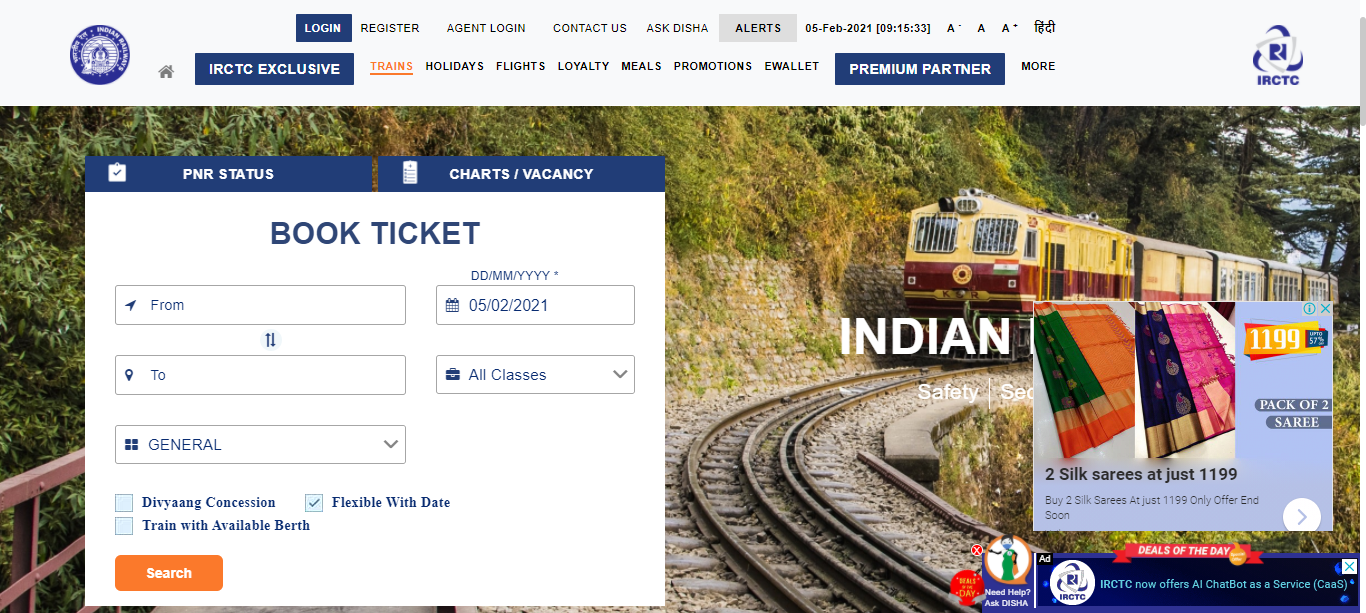 LOGIN REGISTER AGENT LOGIN CONTACT US ASK DISHA ALERTS 05-Feb-2021 [09:15:33] A - A A + हिंदी
INDIAN RAILWAYS
IRCTC EXCLUSIVE TRAINS HOLIDAYS FLIGHTS LOYALTY MEALS PROMOTIONS EWALLET PREMIUM PARTNER MORE
IRCTC
PNR STATUS
CHARTS / VACANCY
BOOK TICKET
DD/MM/YYYY *
From
05/02/2021
To
All Classes
GENERAL
Divyaang Concession
Flexible With Date
Train with Available Berth
Search
INDIAN
Safety | Sec
1199
UPTO
57%
PACK OF 2
SAREE
2 Silk sarees at just 1199
Buy 2 Silk Sarees At just 1199 Only Offer End
Soon
DEALS
OF THE
DAY
Need Help?
Ask DISHA
Ad
DEALS OF THE DAY
IRCTC
IRCTC now offers AI ChatBot as a Service (CaaS)